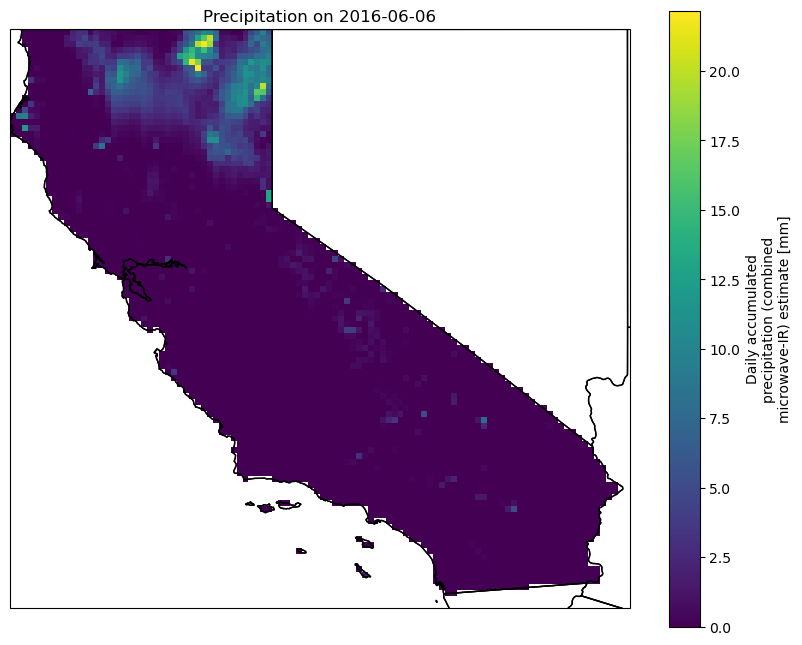 Precipitation on 2016-06-06
20.0
17.5
15.0
12.5
10.0
7.5
5.0
2.5
0.0
Daily accumulated
precipitation (combined
microwave-IR) estimate [mm]